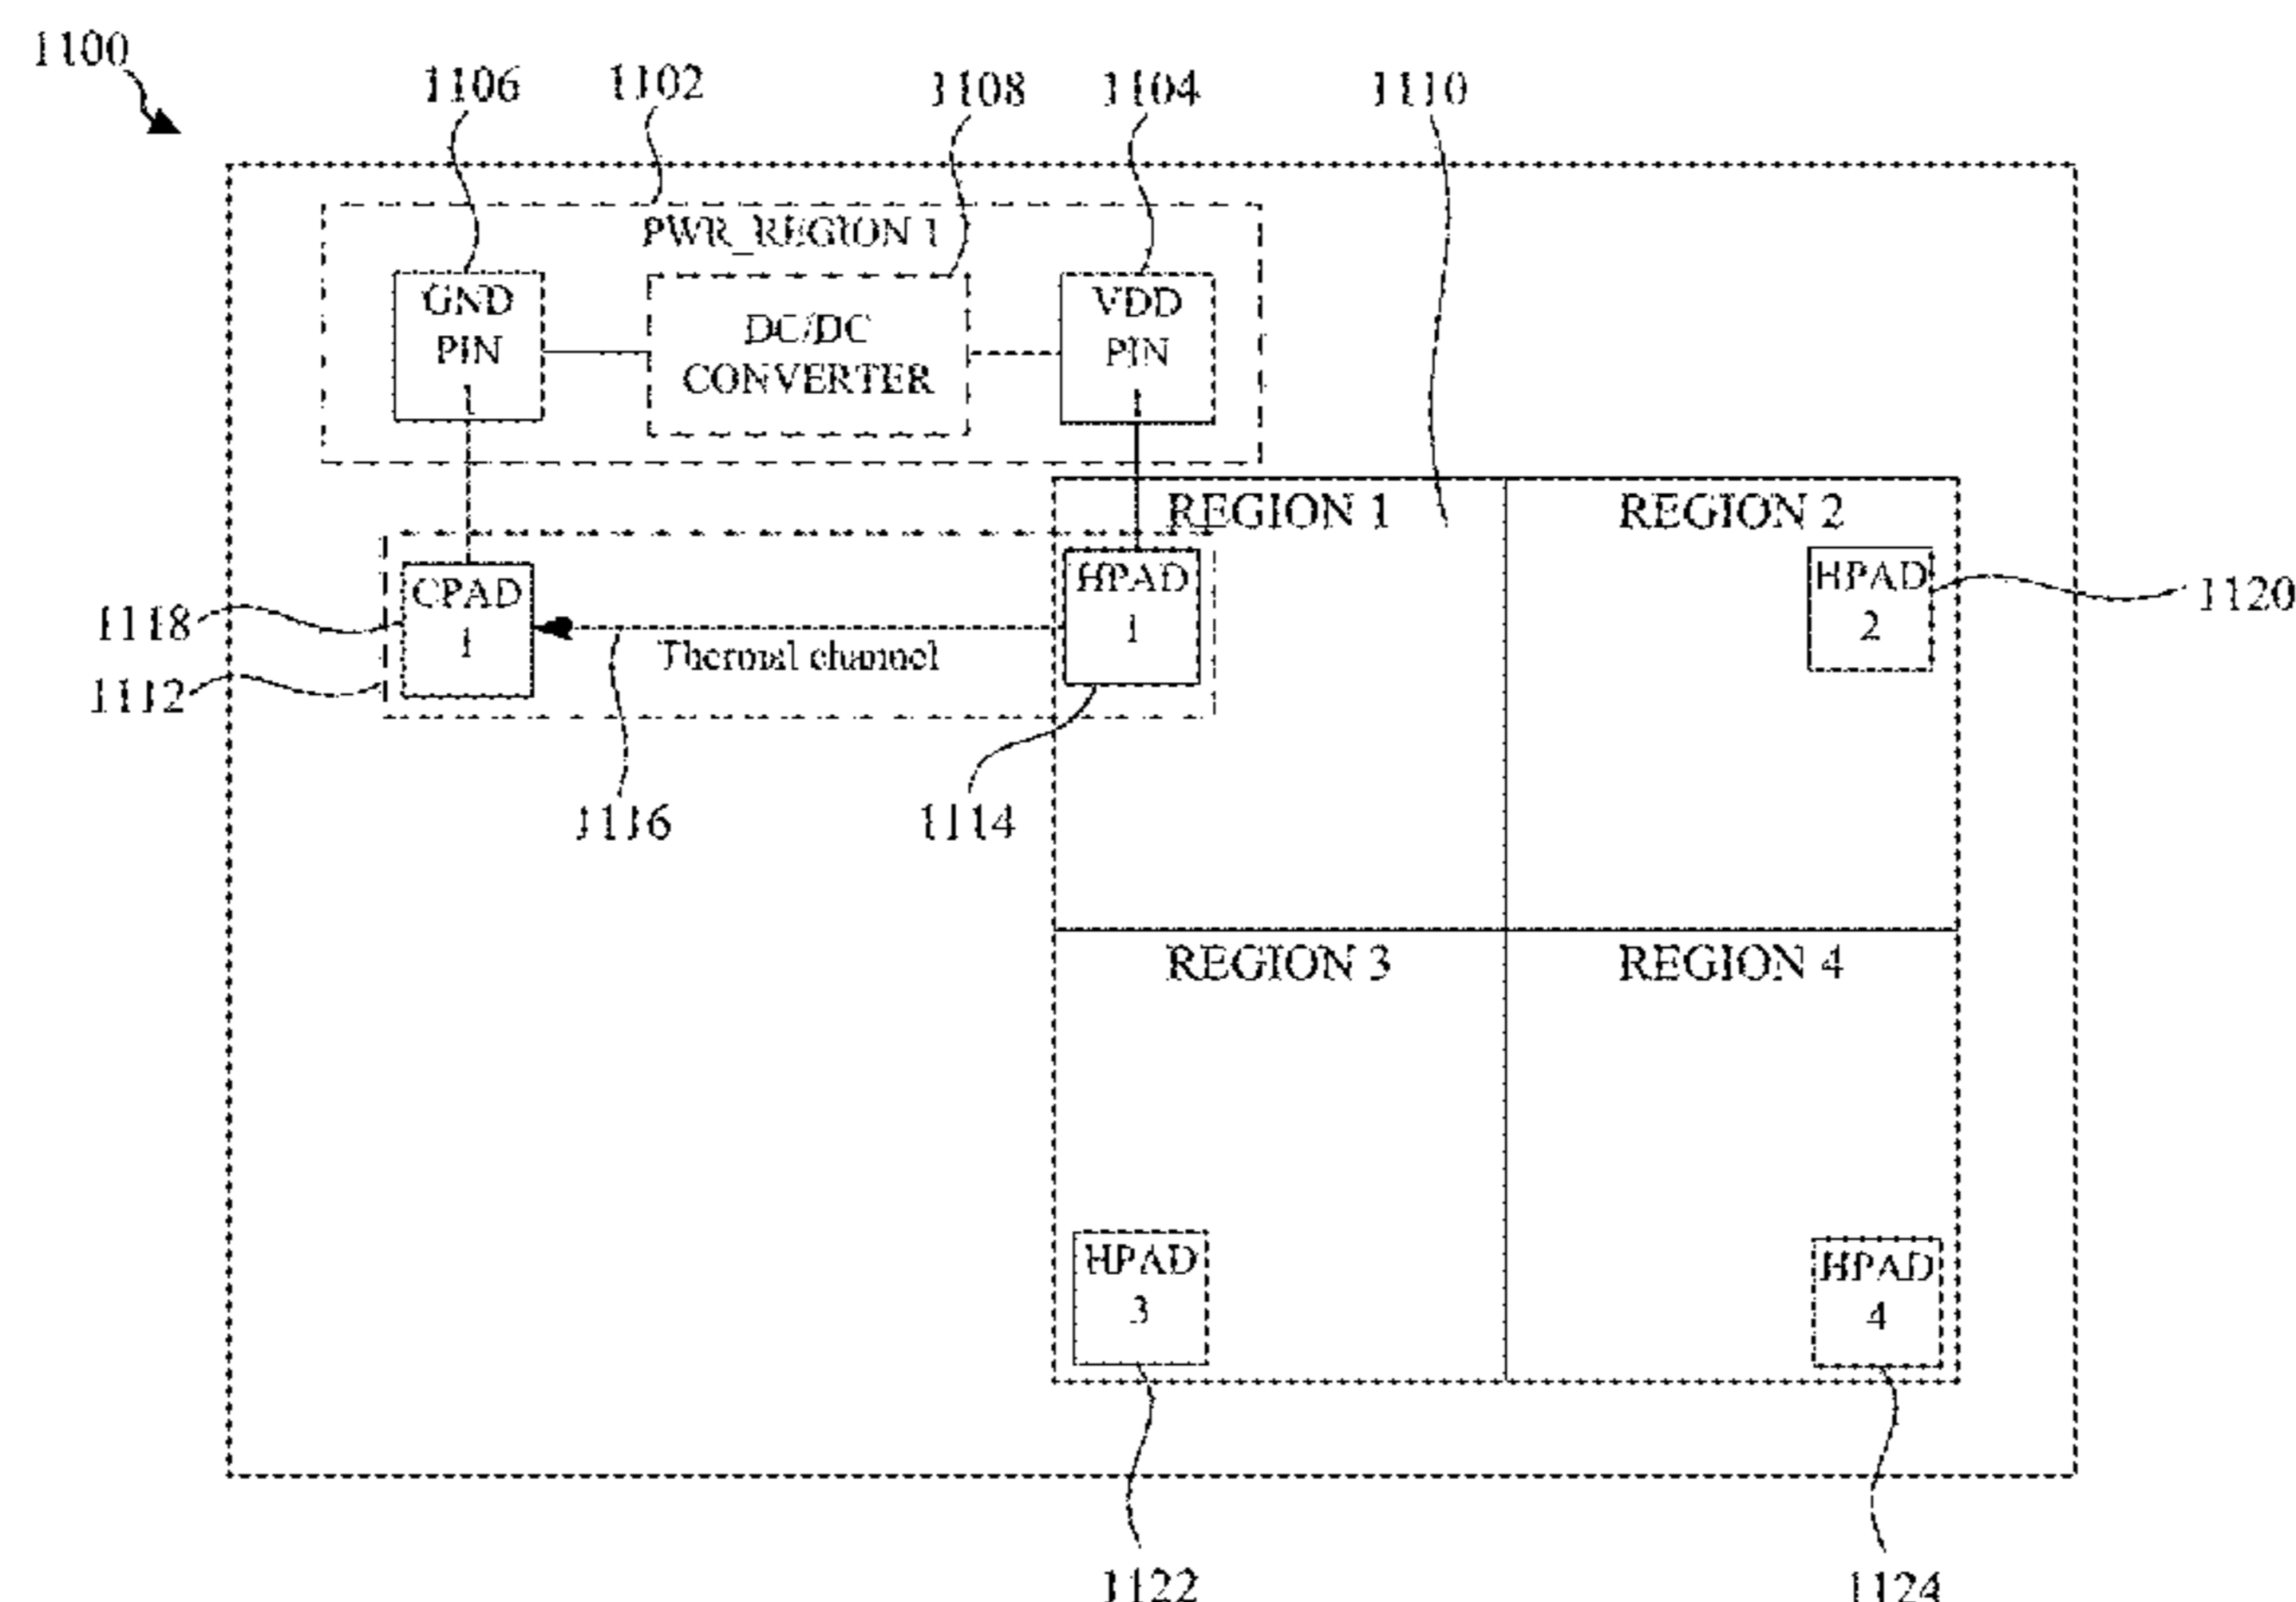 1100
1106
1102
1108
1104
1110
PWR_REGION 1
GND
PIN
1
DC/DC
CONVERTER
VDD
PIN
1
REGION 1
REGION 2
CPAD
1
HPAD
1
HPAD
2
1120
1118
Thermal channel
1112
1116
1114
REGION 3
REGION 4
HPAD
3
HPAD
4
1122
1124